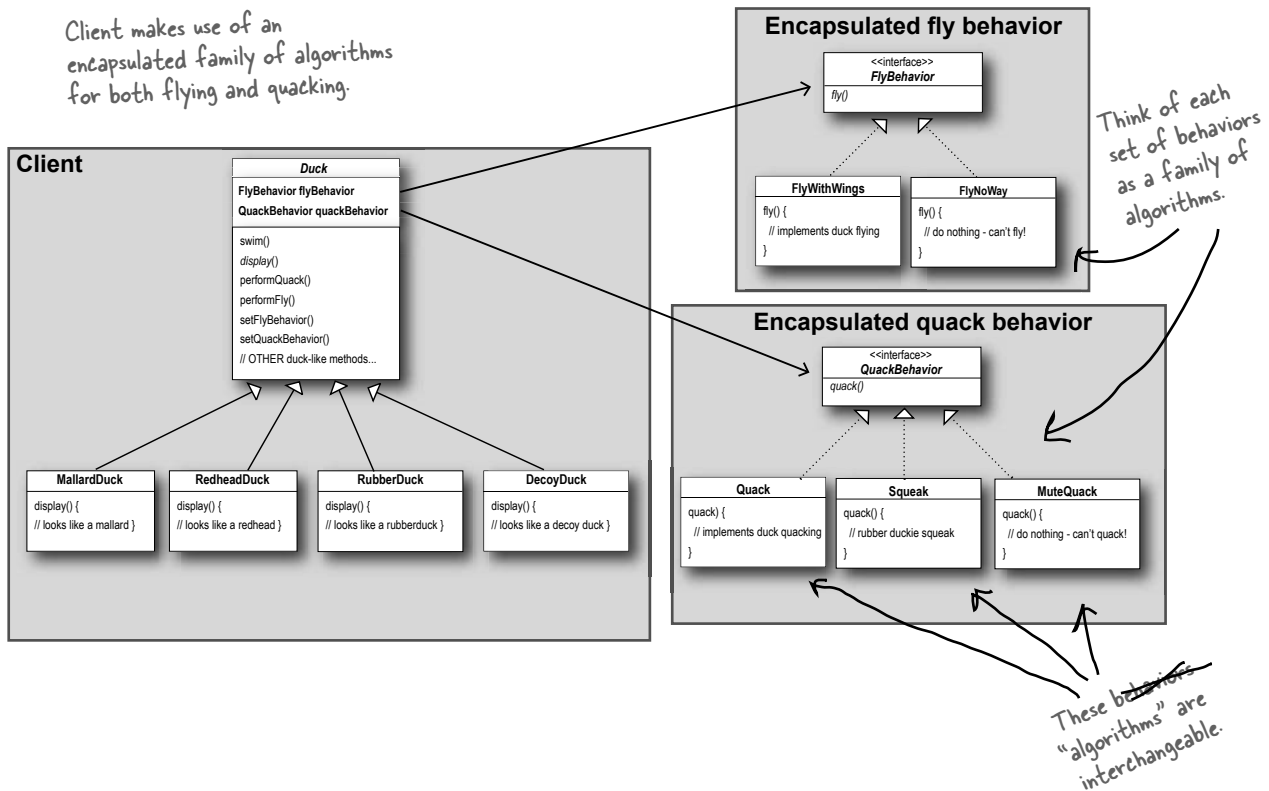 Client makes use of an
encapsulated family of algorithms
for both flying and quacking.
Client
Duck
FlyBehavior flyBehavior
QuackBehavior quackBehavior
swim()
display()
performQuack()
performFly()
setFlyBehavior()
setQuackBehavior()
// OTHER duck-like methods...
MallardDuck
display() {
// looks like a mallard }
RedheadDuck
display() {
// looks like a redhead }
RubberDuck
display() {
// looks like a rubberduck }
DecoyDuck
display() {
// looks like a decoy duck }
Encapsulated fly behavior
<<interface>>
FlyBehavior
fly()
FlyWithWings
fly() {
// implements duck flying
}
FlyNoWay
fly() {
// do nothing - can't fly!
}
Think of each
set of behaviors
as a family of
algorithms.
Encapsulated quack behavior
<<interface>>
QuackBehavior
quack()
Quack
quack) {
// implements duck quacking
}
Squeak
quack() {
// rubber duckie squeak
}
MuteQuack
quack() {
// do nothing - can't quack!
}
These behaviors
“algorithms” are
interchangeable.